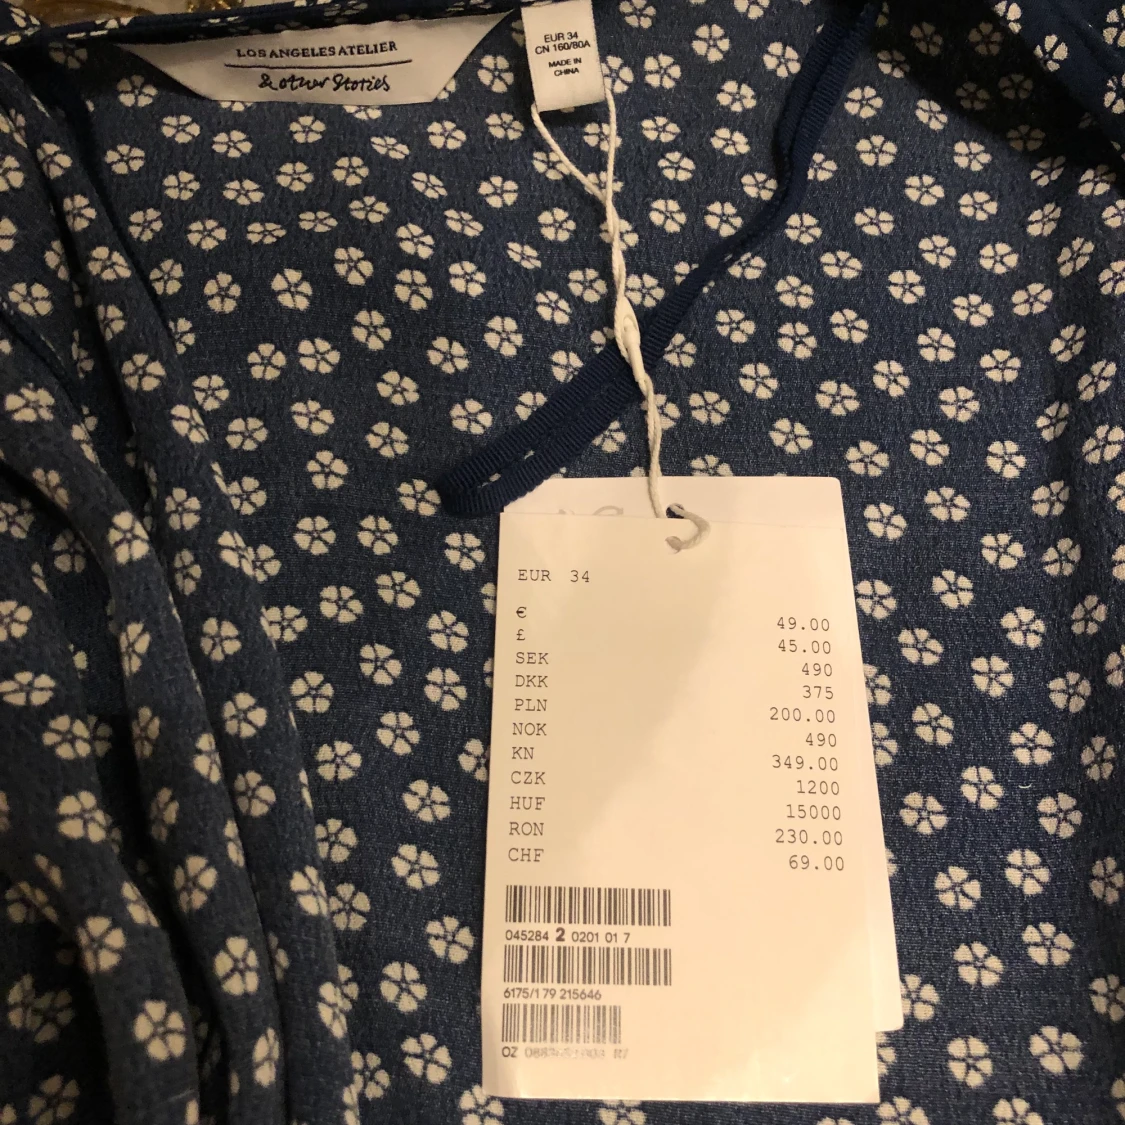 LOS ANGELES ATELIER
& other Stories
EUR 34
CN 160/80A
MADE IN
CHINA
EUR 34
€ 49.00
£ 45.00
SEK 490
DKK 375
PLN 200.00
NOK 490
KN 349.00
CZK 1200
HUF 15000
RON 230.00
CHF 69.00
045284 2 0201 01 7
6175/179 215646
OZ